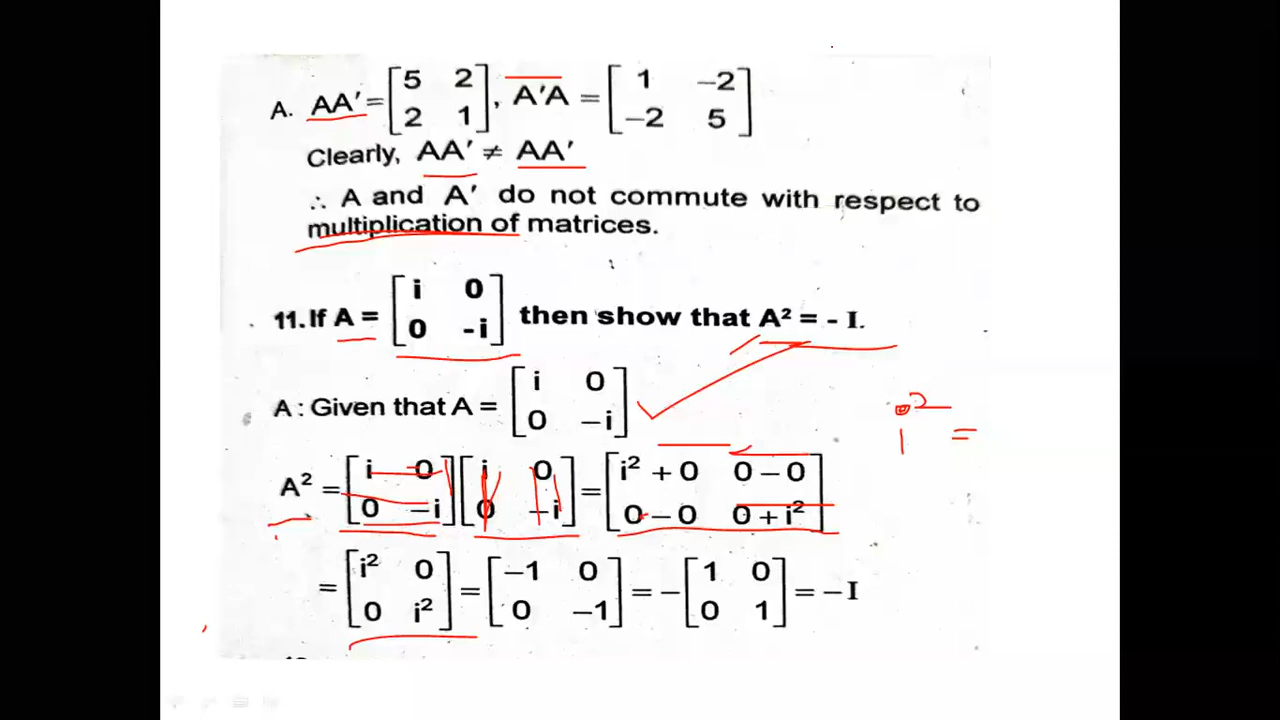 A. AA′ = [5 2; 2 1], A′A = [1 −2; −2 5]
Clearly, AA′ ≠ AA′
∴ A and A′ do not commute with respect to
multiplication of matrices.
11. If A = [i 0; 0 -i] then show that A² = - I.
A : Given that A = [i 0; 0 −i]
i² =
A² = [i 0; 0 −i] [i 0; 0 −i] = [i² + 0 0 − 0; 0 − 0 0 + i²]
= [i² 0; 0 i²] = [−1 0; 0 −1] = −[1 0; 0 1] = −I